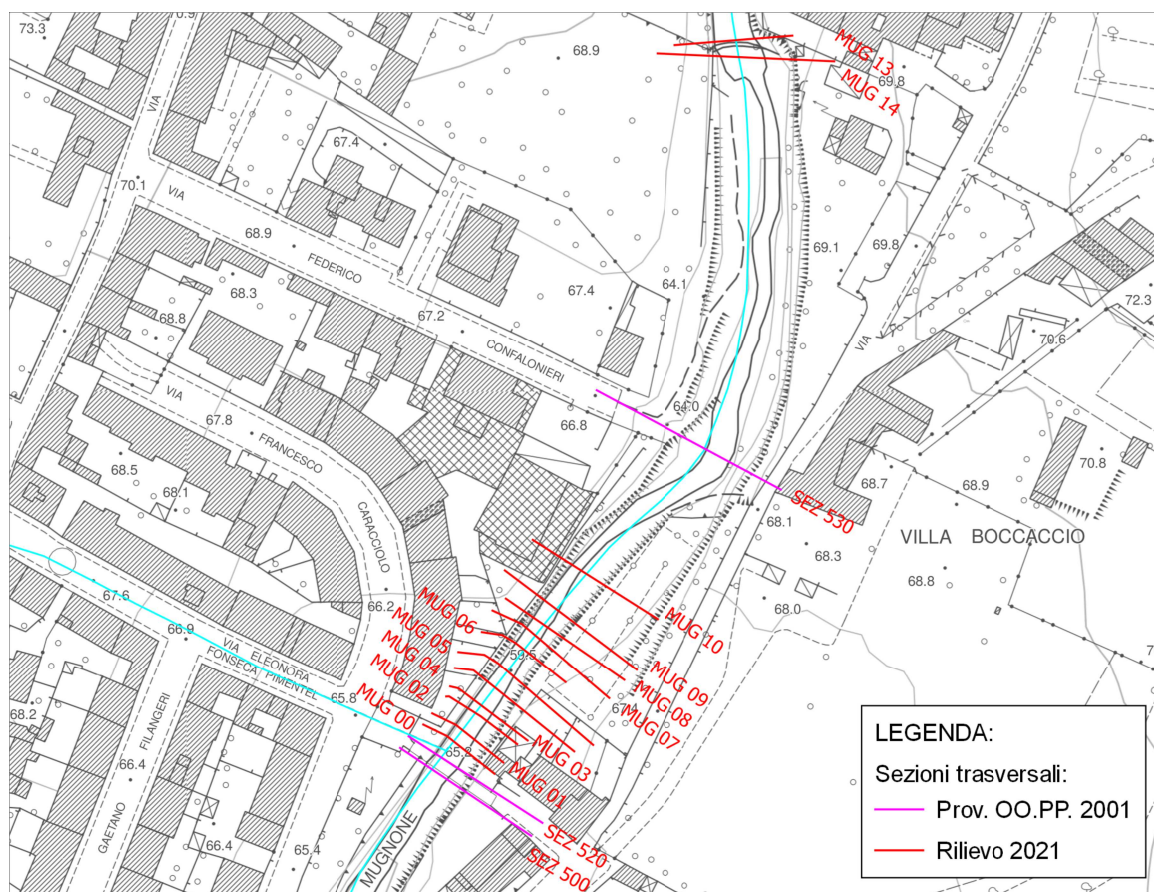 73.3
70.9
VIA
68.9
MUG 13
69.8
MUG 14
67.4
70.1
VIA
68.9
FEDERICO
69.1
69.8
68.3
67.4
64.1
72.3
68.8
67.2
70.6
CONFALONIERI
VIA
VIA
67.8
64.0
66.8
FRANCESCO
68.5
68.1
70.8
68.7
68.9
SEZ 530
CARACCIOLO
68.1
68.3
VILLA BOCCACCIO
68.8
67.6
66.2
68.0
MUG 06
MUG 10
66.9
MUG 05
59.5
VIA ELEONORA
FONSECA PIMENTEL
MUG 04
MUG 09
65.8
MUG 02
MUG 08
68.2
MUG 00
67.4
MUG 07
FILANGERI
65.2
MUG 03
66.4
MUG 01
GAETANO
SEZ 520
66.4
65.4
SEZ 500
MUGNONE
LEGENDA:
Sezioni trasversali:
Prov. OO.PP. 2001
Rilievo 2021